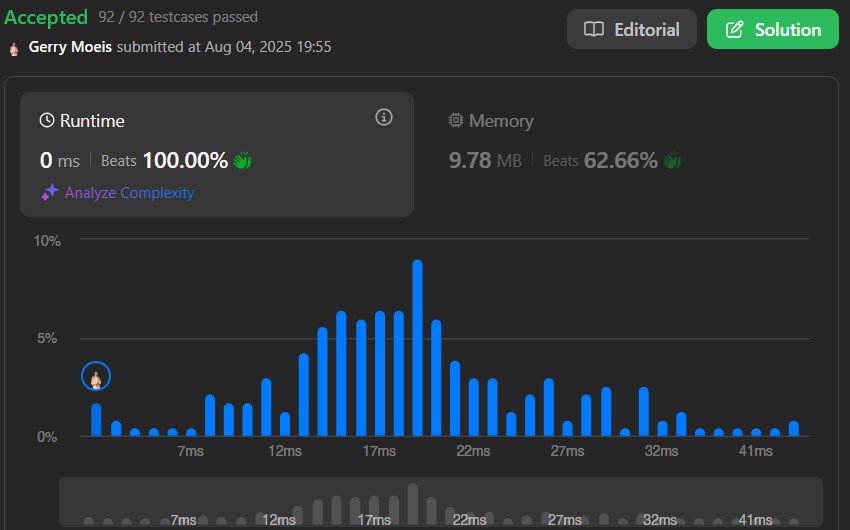 Accepted 92 / 92 testcases passed
Gerry Moeis submitted at Aug 04, 2025 19:55
Editorial
Solution
Runtime
0 ms Beats 100.00%
Analyze Complexity
Memory
9.78 MB Beats 62.66%
10%
5%
0%
7ms 12ms 17ms 22ms 27ms 32ms 41ms
7ms 12ms 17ms 22ms 27ms 32ms 41ms